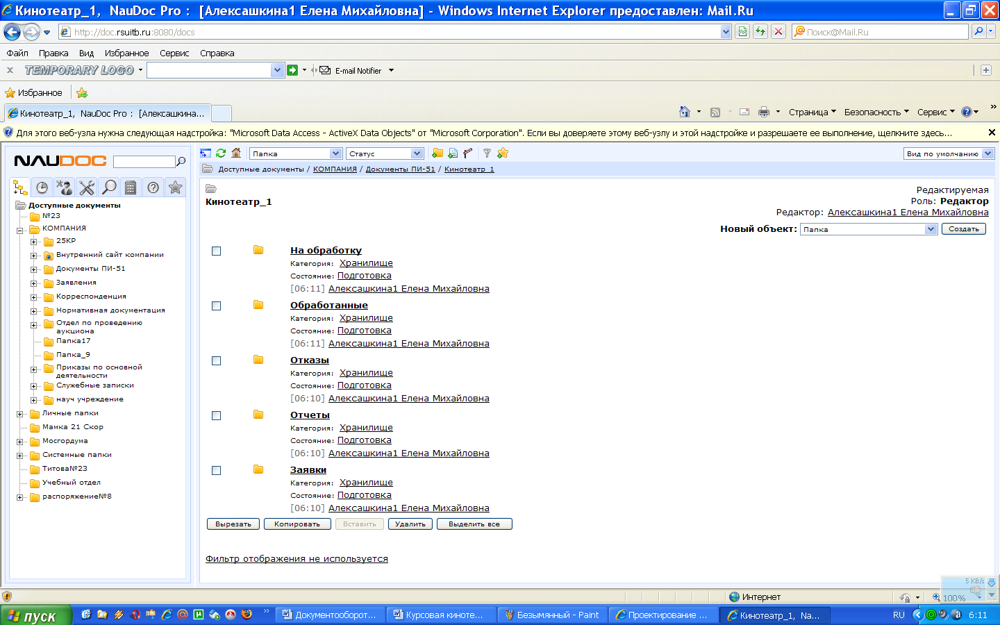 Кинотеатр_1, NauDoc Pro : [Алексашкина1 Елена Михайловна] - Windows Internet Explorer предоставлен: Mail.Ru
http://doc.rsuitb.ru:8080/docs
Поиск@Mail.Ru
Файл Правка Вид Избранное Сервис Справка
x TEMPORARY LOGO E-mail Notifier
Избранное
Кинотеатр_1, NauDoc Pro : [Алексашкина...
Страница Безопасность Сервис
Для этого веб-узла нужна следующая надстройка: "Microsoft Data Access - ActiveX Data Objects" от "Microsoft Corporation". Если вы доверяете этому веб-узлу и этой надстройке и разрешаете ее выполнение, щелкните здесь...
NAUDOC
Папка Статус Вид по умолчанию
Доступные документы / КОМПАНИЯ / Документы ПИ-51 / Кинотеатр_1
Доступные документы
№23
КОМПАНИЯ
25КР
Внутренний сайт компании
Документы ПИ-51
Заявления
Корреспонденция
Нормативная документация
Отдел по проведению
аукциона
Папка17
Папка_9
Приказы по основной
деятельности
Служебные записки
науч учреждение
Личные папки
Мамка 21 Скор
Мосгордума
Системные папки
Титова№23
Учебный отдел
распоряжение№8
Кинотеатр_1
Редактируемая
Роль: Редактор
Редактор: Алексашкина1 Елена Михайловна
Новый объект: Папка Создать
На обработку
Категория: Хранилище
Состояние: Подготовка
[06:11] Алексашкина1 Елена Михайловна
Обработанные
Категория: Хранилище
Состояние: Подготовка
[06:11] Алексашкина1 Елена Михайловна
Отказы
Категория: Хранилище
Состояние: Подготовка
[06:10] Алексашкина1 Елена Михайловна
Отчеты
Категория: Хранилище
Состояние: Подготовка
[06:10] Алексашкина1 Елена Михайловна
Заявки
Категория: Хранилище
Состояние: Подготовка
[06:10] Алексашкина1 Елена Михайловна
Вырезать Копировать Вставить Удалить Выделить все
Фильтр отображения не используется
5 KB/s
Интернет 100%
пуск Документооборот... Курсовая киноте... Безымянный - Paint Проектирование ... Кинотеатр_1, Na... RU 6:11